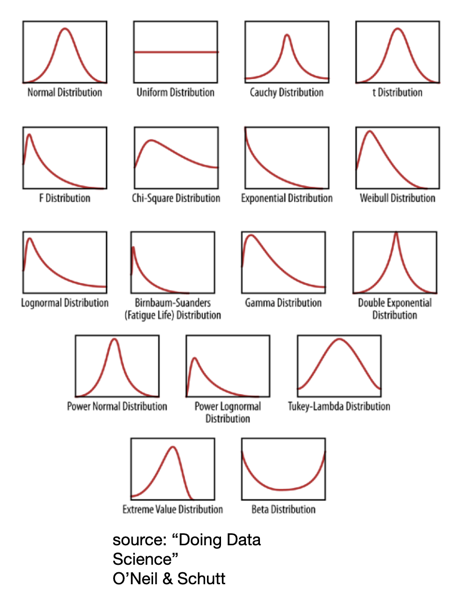 Normal Distribution
Uniform Distribution
Cauchy Distribution
t Distribution
F Distribution
Chi-Square Distribution
Exponential Distribution
Weibull Distribution
Lognormal Distribution
Birnbaum-Suanders
(Fatigue Life) Distribution
Gamma Distribution
Double Exponential
Distribution
Power Normal Distribution
Power Lognormal
Distribution
Tukey-Lambda Distribution
Extreme Value Distribution
Beta Distribution
source: “Doing Data
Science”
O’Neil & Schutt